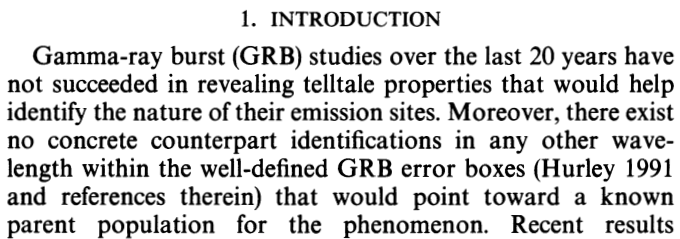 1. INTRODUCTION
Gamma-ray burst (GRB) studies over the last 20 years have
not succeeded in revealing telltale properties that would help
identify the nature of their emission sites. Moreover, there exist
no concrete counterpart identifications in any other wave-
length within the well-defined GRB error boxes (Hurley 1991
and references therein) that would point toward a known
parent population for the phenomenon. Recent results